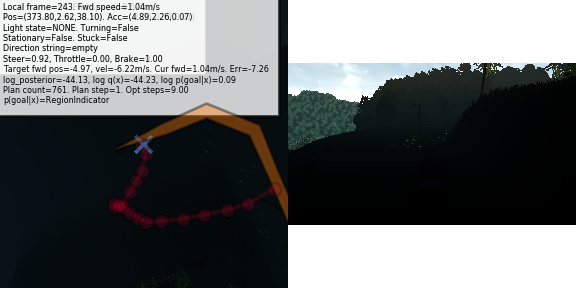 Local frame=243. Fwd speed=1.04m/s
Pos=(373.80,2.62,38.10). Acc=(4.89,2.26,0.07)
Light state=NONE. Turning=False
Stationary=False. Stuck=False
Direction string=empty
Steer=0.92, Throttle=0.00, Brake=1.00
Target fwd pos=-4.97, vel=-6.22m/s. Cur fwd=1.04m/s. Err=-7.26
log_posterior=-44.13, log q(x)=-44.23, log p(goal|x)=0.09
Plan count=761. Plan step=1. Opt steps=9.00
p(goal|x)=RegionIndicator